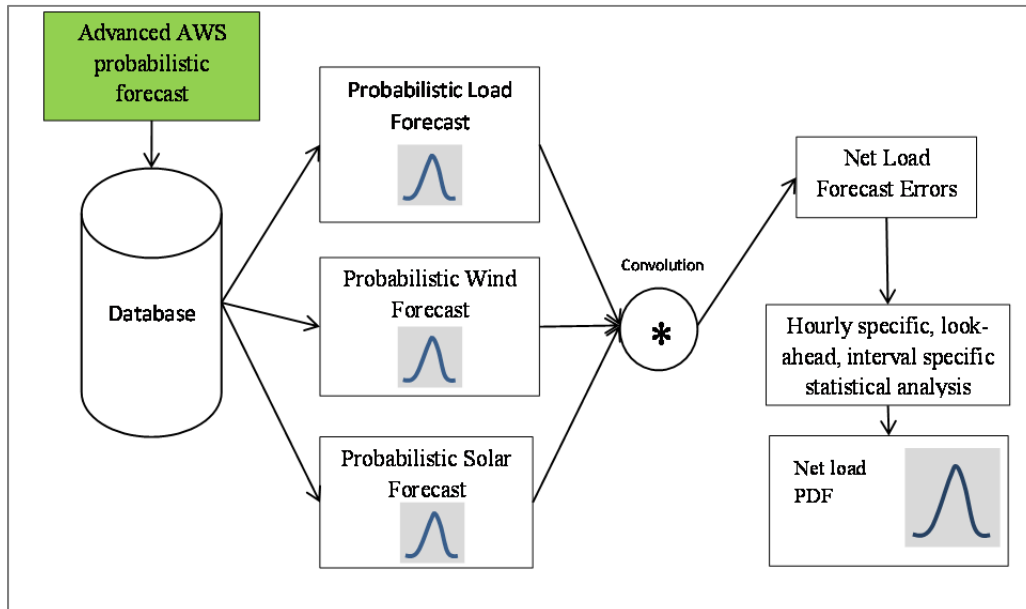 Advanced AWS
probabilistic
forecast
Database
Probabilistic Load
Forecast
Probabilistic Wind
Forecast
Probabilistic Solar
Forecast
Convolution
*
Net Load
Forecast Errors
Hourly specific, look-
ahead, interval specific
statistical analysis
Net load
PDF